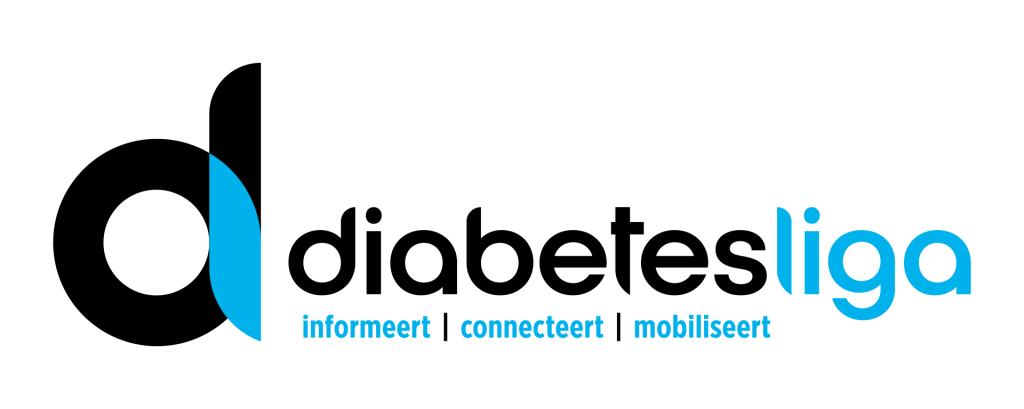 diabetesliga
informeert | connecteert | mobiliseert